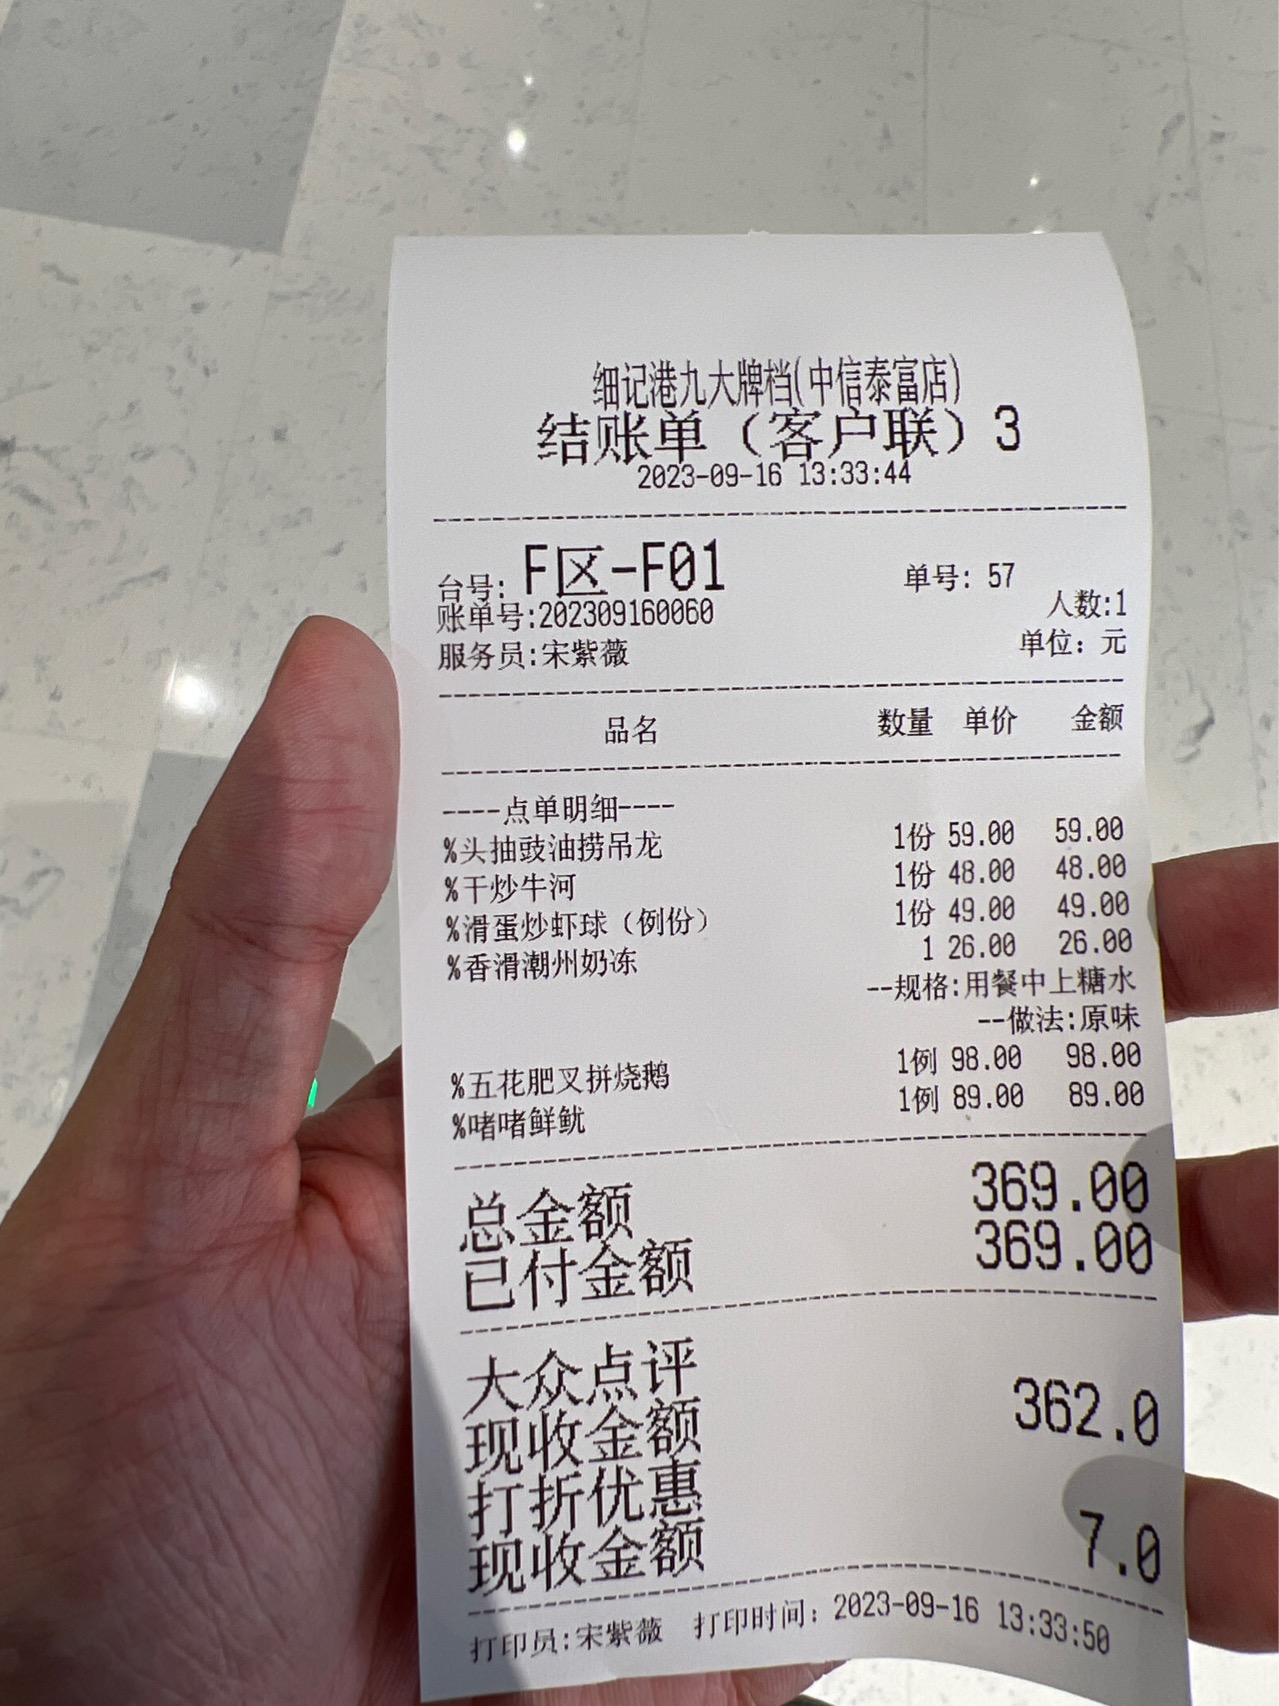 细记港九大牌档(中信泰富店)
结账单（客户联）3
2023-09-16 13:33:44
台号: F区-F01 单号: 57
账单号:202309160060 人数:1
服务员:宋紫薇 单位: 元
品名 数量 单价 金额
----点单明细----
%头抽豉油捞吊龙 1份 59.00 59.00
%干炒牛河 1份 48.00 48.00
%滑蛋炒虾球（例份） 1份 49.00 49.00
%香滑潮州奶冻 1 26.00 26.00
--规格:用餐中上糖水
--做法:原味
%五花肥叉拼烧鹅 1例 98.00 98.00
%啫啫鲜鱿 1例 89.00 89.00
总金额 369.00
已付金额 369.00
大众点评
现收金额 362.0
打折优惠
现收金额 7.0
打印员:宋紫薇 打印时间: 2023-09-16 13:33:50